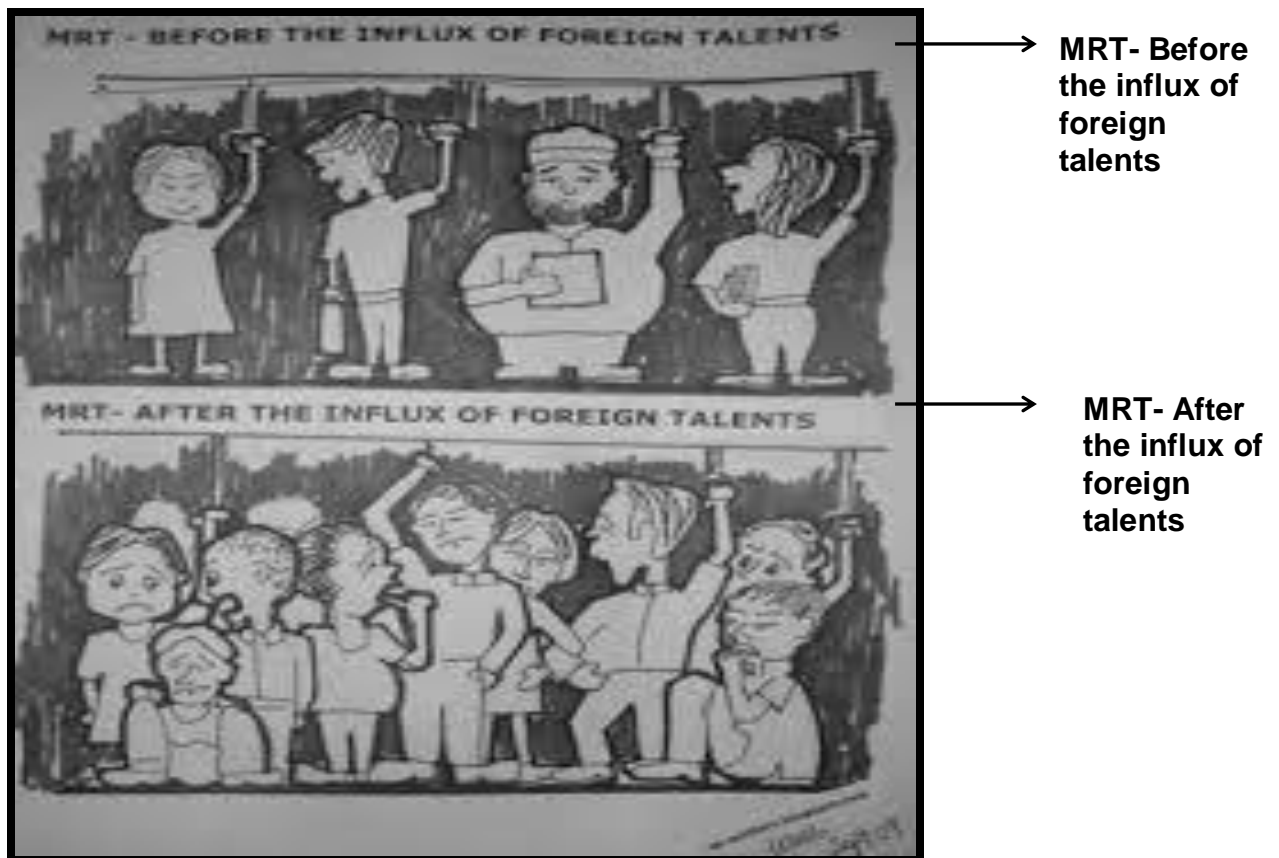 MRT - BEFORE THE INFLUX OF FOREIGN TALENTS
MRT- Before
the influx of
foreign
talents
MRT- AFTER THE INFLUX OF FOREIGN TALENTS
MRT- After
the influx of
foreign
talents